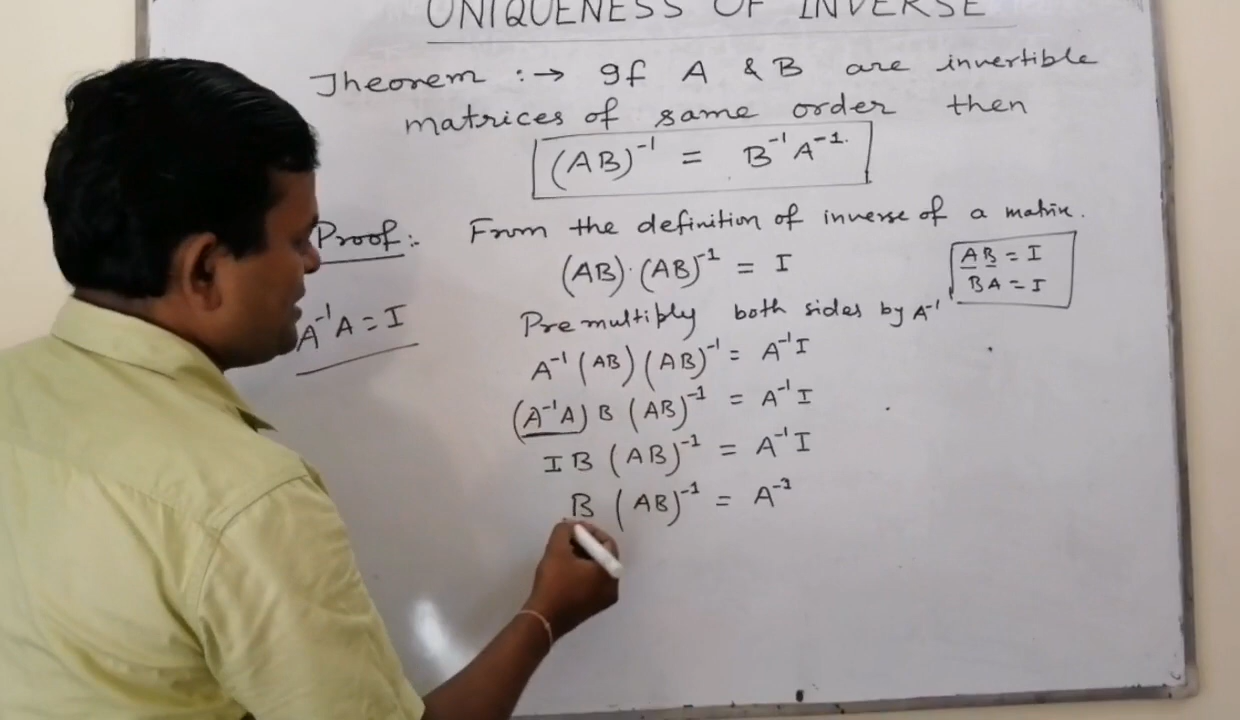 UNIQUENESS OF INVERSE
Theorem :→ If A & B are invertible
matrices of same order then
(AB)⁻¹ = B⁻¹A⁻¹.
Proof:. From the definition of inverse of a matrix.
(AB)·(AB)⁻¹ = I
AB = I
BA = I
A⁻¹A = I
Premultiply both sides by A⁻¹
A⁻¹(AB)(AB)⁻¹ = A⁻¹I
(A⁻¹A)B(AB)⁻¹ = A⁻¹I
IB(AB)⁻¹ = A⁻¹I
B(AB)⁻¹ = A⁻¹